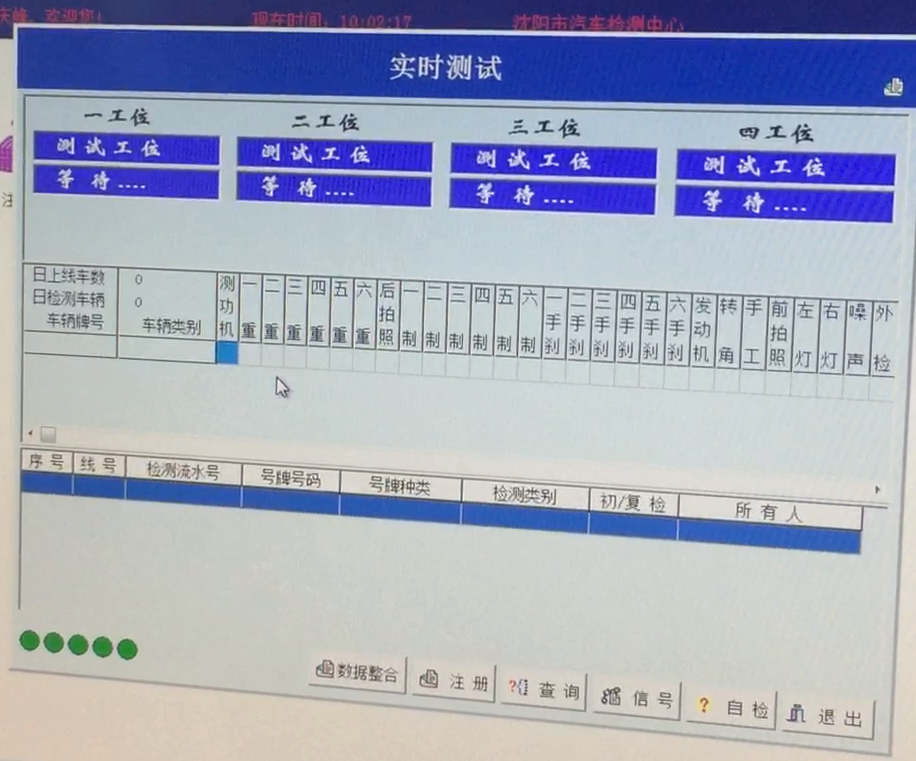 欢迎您! 现在时间: 10:02:17 沈阳市汽车检测中心
实时测试
一工位 二工位 三工位 四工位
测试工位 测试工位 测试工位 测试工位
等待.... 等待.... 等待.... 等待....
日上线车数 0
日检测车辆 0
车辆牌号 车辆类别 测功机 一重 二重 三重 四重 五重 六重 后拍照 一制 二制 三制 四制 五制 六制 一手刹 二手刹 三手刹 四手刹 五手刹 六手刹 发动机 转角 手工 前拍照 左灯 右灯 噪声 外检
注
序号 线号 检测流水号 号牌号码 号牌种类 检测类别 初/复检 所有人
数据整合 注册 查询 信号 自检 退出